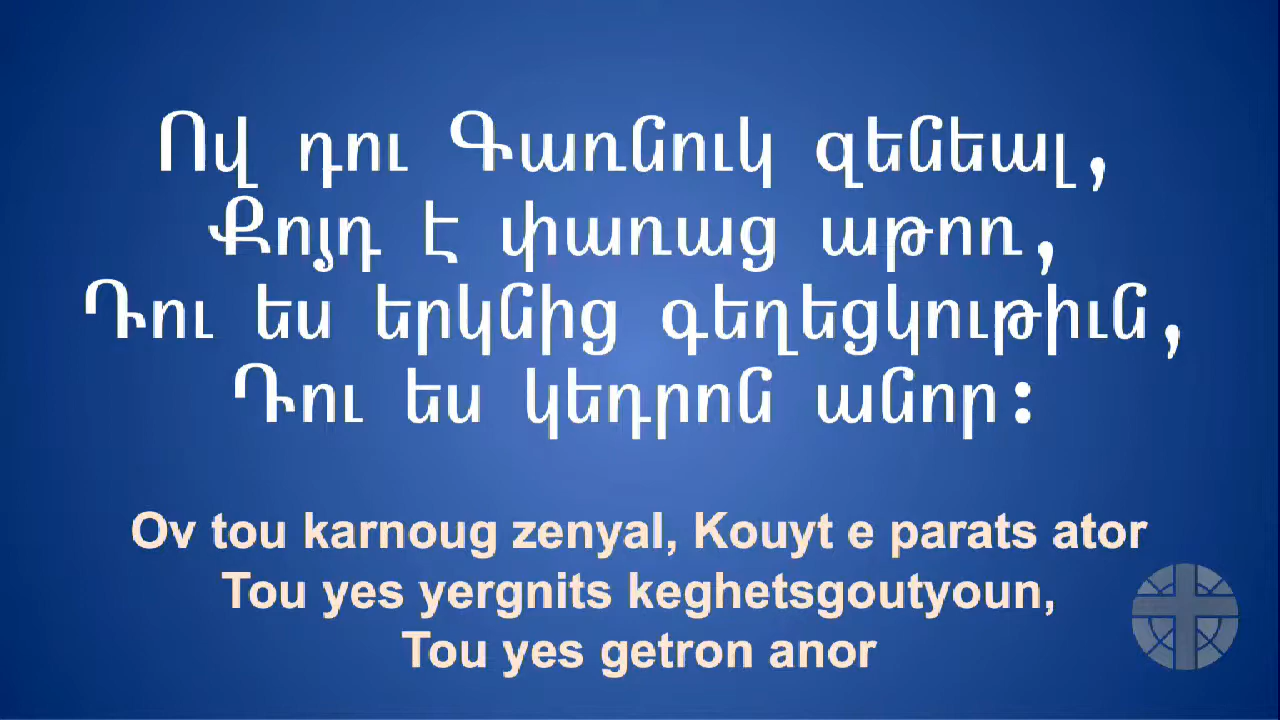 Ով դու Գառնուկ զենեալ,
Քոյդ է փառաց աթոռ,
Դու ես երկնից գեղեցկութիւն,
Դու ես կեդրոն անոր:
Ov tou karnoug zenyal, Kouyt e parats ator
Tou yes yergnits keghetsgoutyoun,
Tou yes getron anor